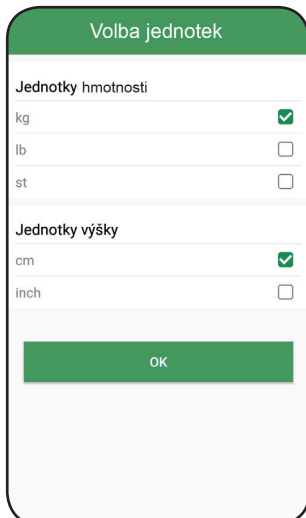 Volba jednotek
Jednotky hmotnosti
kg
lb
st
Jednotky výšky
cm
inch
OK